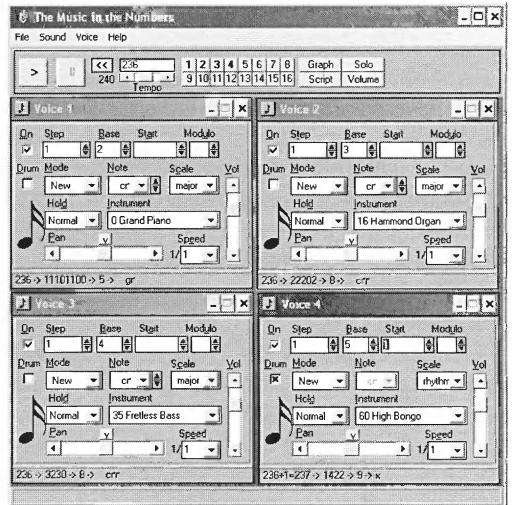 The Music In the Numbers
File Sound Voice Help
> II << 236 1 2 3 4 5 6 7 8 Graph Solo
240 Tempo 9 10 11 12 13 14 15 16 Script Volume
Voice 1
On Step Base Start Modulo
1 2
Drum Mode Note Scale Vol
New cr major
Hold Instrument
Normal 0 Grand Piano
Pan v Speed
1/ 1
236 -> 11101100 -> 5 -> gr
Voice 2
On Step Base Start Modulo
1 3
Drum Mode Note Scale Vol
New cr major
Hold Instrument
Normal 16 Hammond Organ
Pan v Speed
1/ 1
236 -> 22202 -> 8 -> crr
Voice 3
On Step Base Start Modulo
1 4
Drum Mode Note Scale Vol
New cr major
Hold Instrument
Normal 35 Fretless Bass
Pan v Speed
1/ 1
236 -> 3230 -> 8 -> crr
Voice 4
On Step Base Start Modulo
1 5 1
Drum Mode Note Scale Vol
New cr rhythm
Hold Instrument
Normal 60 High Bongo
Pan v Speed
1/ 1
236+1=237 -> 1422 -> 9 -> x